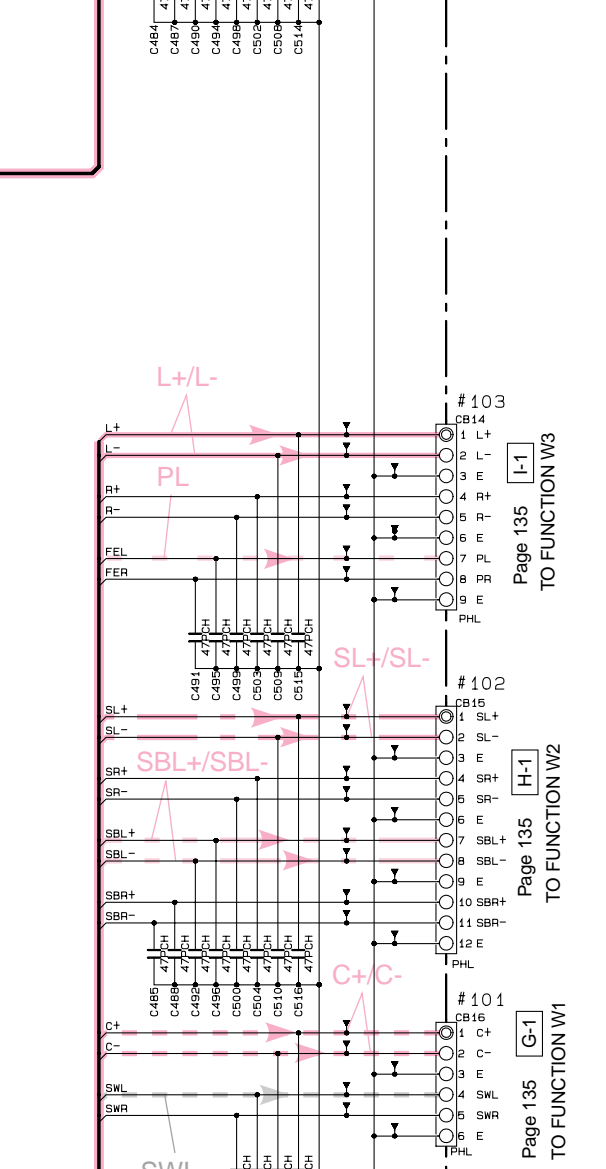 C484
C487
C490
C494
C498
C502
C508
C514
L+/L-
#103
CB14
L+
1 L+
L-
2 L-
3 E
PL
R+
4 R+
R-
5 R-
6 E
FEL
7 PL
FER
8 PR
9 E
PHL
I-1
Page 135
TO FUNCTION W3
47PCH
47PCH
47PCH
47PCH
47PCH
47PCH
C491
C495
C499
C503
C509
C515
SL+/SL-
#102
CB15
SL+
1 SL+
SL-
2 SL-
3 E
SBL+/SBL-
SR+
4 SR+
SR-
5 SR-
6 E
SBL+
7 SBL+
SBL-
8 SBL-
9 E
SBR+
10 SBR+
SBR-
11 SBR-
12 E
PHL
H-1
Page 135
TO FUNCTION W2
47PCH
47PCH
47PCH
47PCH
47PCH
47PCH
47PCH
47PCH
C485
C488
C492
C496
C500
C504
C510
C516
C+/C-
#101
CB16
C+
1 C+
C-
2 C-
3 E
SWL
4 SWL
SWR
5 SWR
6 E
PHL
G-1
Page 135
TO FUNCTION W1